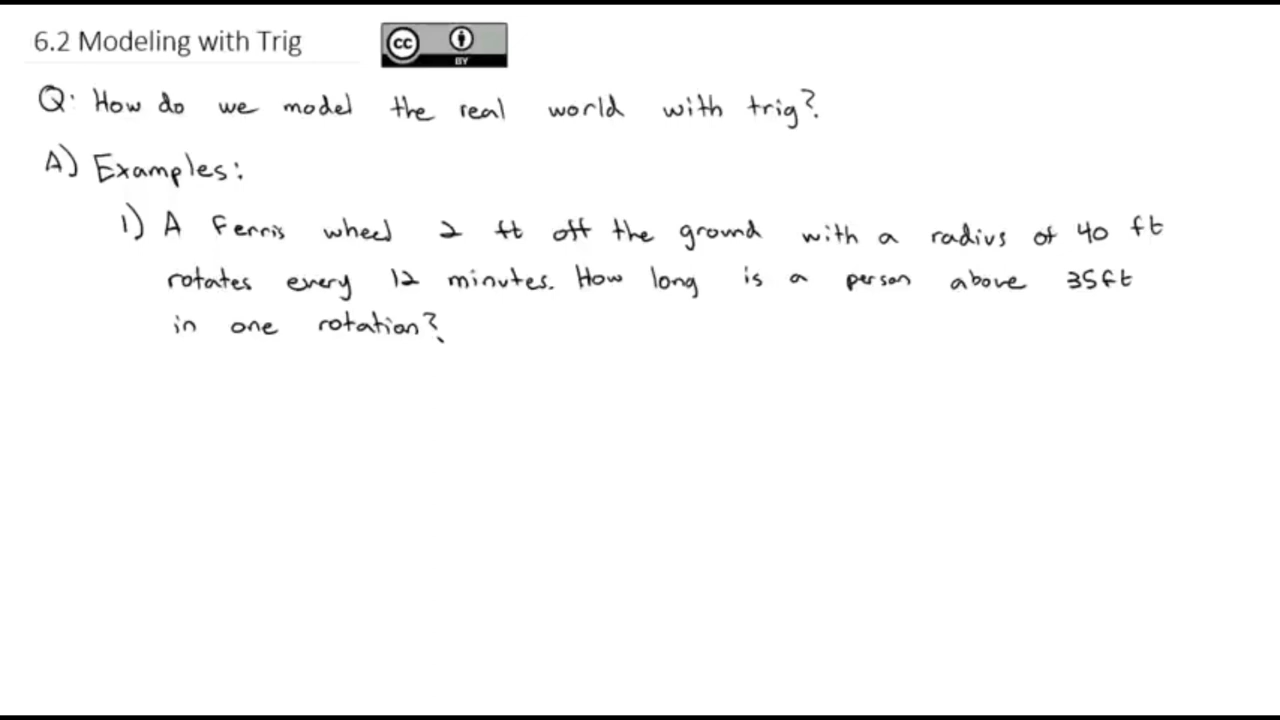 6.2 Modeling with Trig
cc BY
Q: How do we model the real world with trig?
A) Examples:
1) A Ferris wheel 2 ft off the ground with a radius of 40 ft
rotates every 12 minutes. How long is a person above 35ft
in one rotation?